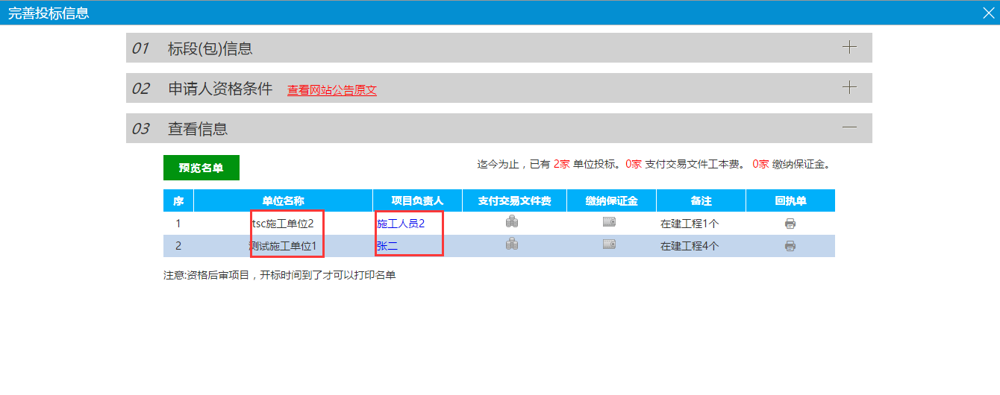 完善投标信息
01 标段(包)信息
02 申请人资格条件 查看网站公告原文
03 查看信息
预览名单 迄今为止，已有 2家 单位投标。0家 支付交易文件工本费。 0家 缴纳保证金。
序 单位名称 项目负责人 支付交易文件费 缴纳保证金 备注 回执单
1 tsc施工单位2 施工人员2 在建工程1个
2 测试施工单位1 张二 在建工程4个
注意:资格后审项目，开标时间到了才可以打印名单